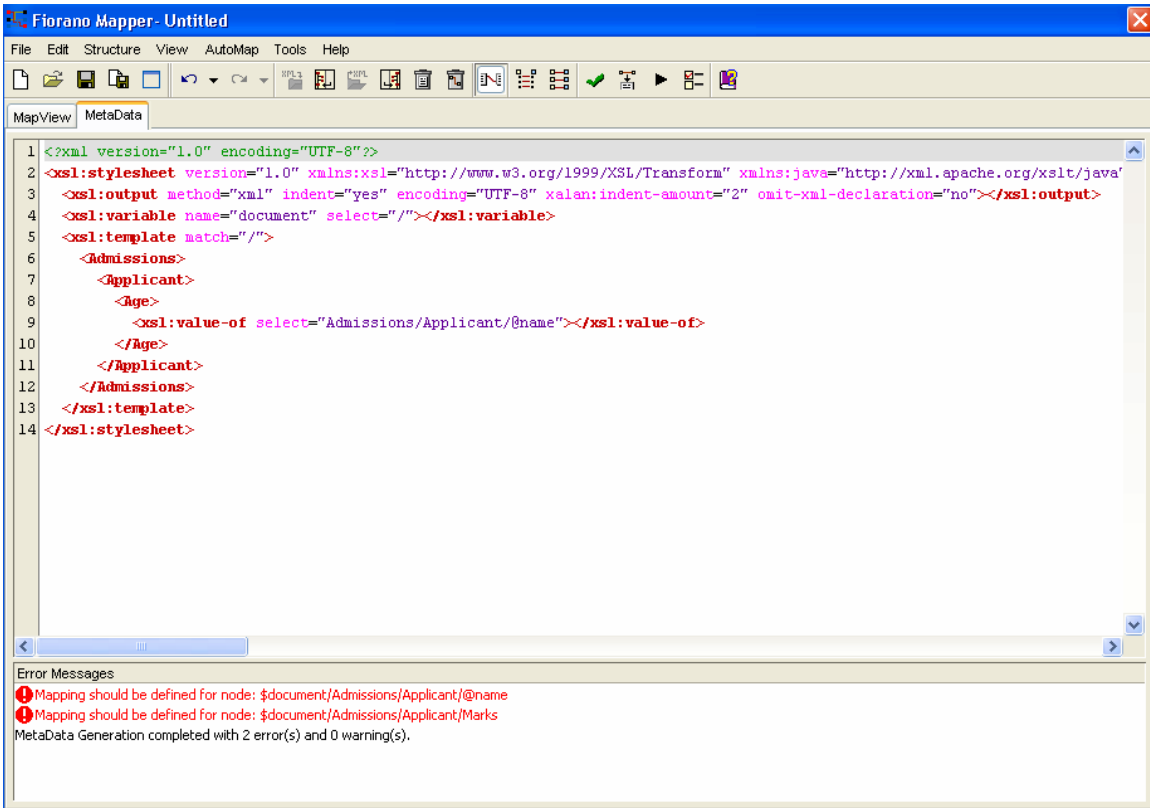 Fiorano Mapper- Untitled
File Edit Structure View AutoMap Tools Help
MapView MetaData
1 <?xml version="1.0" encoding="UTF-8"?>
2 <xsl:stylesheet version="1.0" xmlns:xsl="http://www.w3.org/1999/XSL/Transform" xmlns:java="http://xml.apache.org/xslt/java"
3 <xsl:output method="xml" indent="yes" encoding="UTF-8" xalan:indent-amount="2" omit-xml-declaration="no"></xsl:output>
4 <xsl:variable name="document" select="/"></xsl:variable>
5 <xsl:template match="/">
6 <Admissions>
7 <Applicant>
8 <Age>
9 <xsl:value-of select="Admissions/Applicant/@name"></xsl:value-of>
10 </Age>
11 </Applicant>
12 </Admissions>
13 </xsl:template>
14 </xsl:stylesheet>
Error Messages
Mapping should be defined for node: $document/Admissions/Applicant/@name
Mapping should be defined for node: $document/Admissions/Applicant/Marks
MetaData Generation completed with 2 error(s) and 0 warning(s).